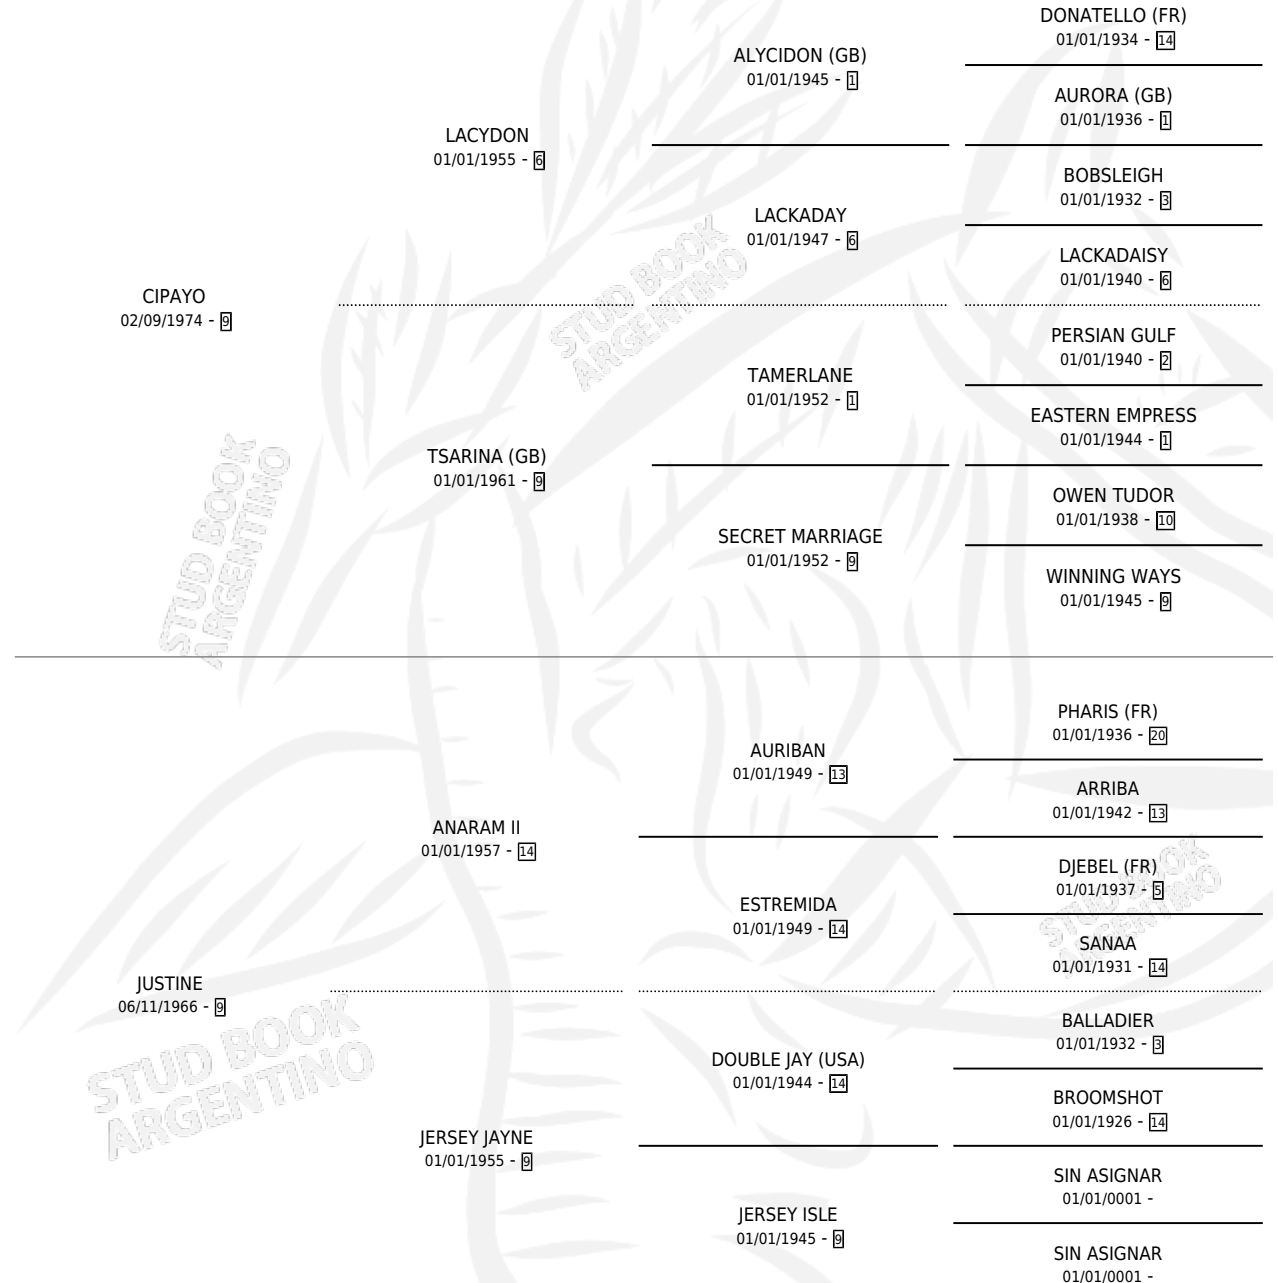 DONATELLO (FR)
01/01/1934 - 14
ALYCIDON (GB)
01/01/1945 - 1
AURORA (GB)
01/01/1936 - 1
LACYDON
01/01/1955 - 6
BOBSLEIGH
01/01/1932 - 3
LACKADAY
01/01/1947 - 6
LACKADAISY
01/01/1940 - 6
CIPAYO
02/09/1974 - 9
PERSIAN GULF
01/01/1940 - 2
TAMERLANE
01/01/1952 - 1
EASTERN EMPRESS
01/01/1944 - 1
TSARINA (GB)
01/01/1961 - 9
OWEN TUDOR
01/01/1938 - 10
SECRET MARRIAGE
01/01/1952 - 9
WINNING WAYS
01/01/1945 - 9
PHARIS (FR)
01/01/1936 - 20
AURIBAN
01/01/1949 - 13
ARRIBA
01/01/1942 - 13
ANARAM II
01/01/1957 - 14
DJEBEL (FR)
01/01/1937 - 5
ESTREMIDA
01/01/1949 - 14
SANAA
01/01/1931 - 14
JUSTINE
06/11/1966 - 9
BALLADIER
01/01/1932 - 3
DOUBLE JAY (USA)
01/01/1944 - 14
BROOMSHOT
01/01/1926 - 14
JERSEY JAYNE
01/01/1955 - 9
SIN ASIGNAR
01/01/0001 -
JERSEY ISLE
01/01/1945 - 9
SIN ASIGNAR
01/01/0001 -
STUD BOOK
ARGENTINO
STUD BOOK
ARGENTINO
STUD BOOK
ARGENTINO
STUD BOOK
ARGENTINO